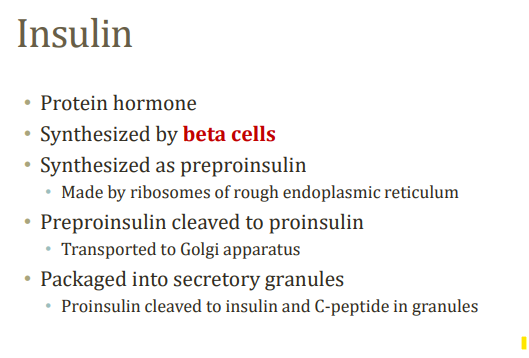 Insulin
• Protein hormone
• Synthesized by beta cells
• Synthesized as preproinsulin
• Made by ribosomes of rough endoplasmic reticulum
• Preproinsulin cleaved to proinsulin
• Transported to Golgi apparatus
• Packaged into secretory granules
• Proinsulin cleaved to insulin and C-peptide in granules